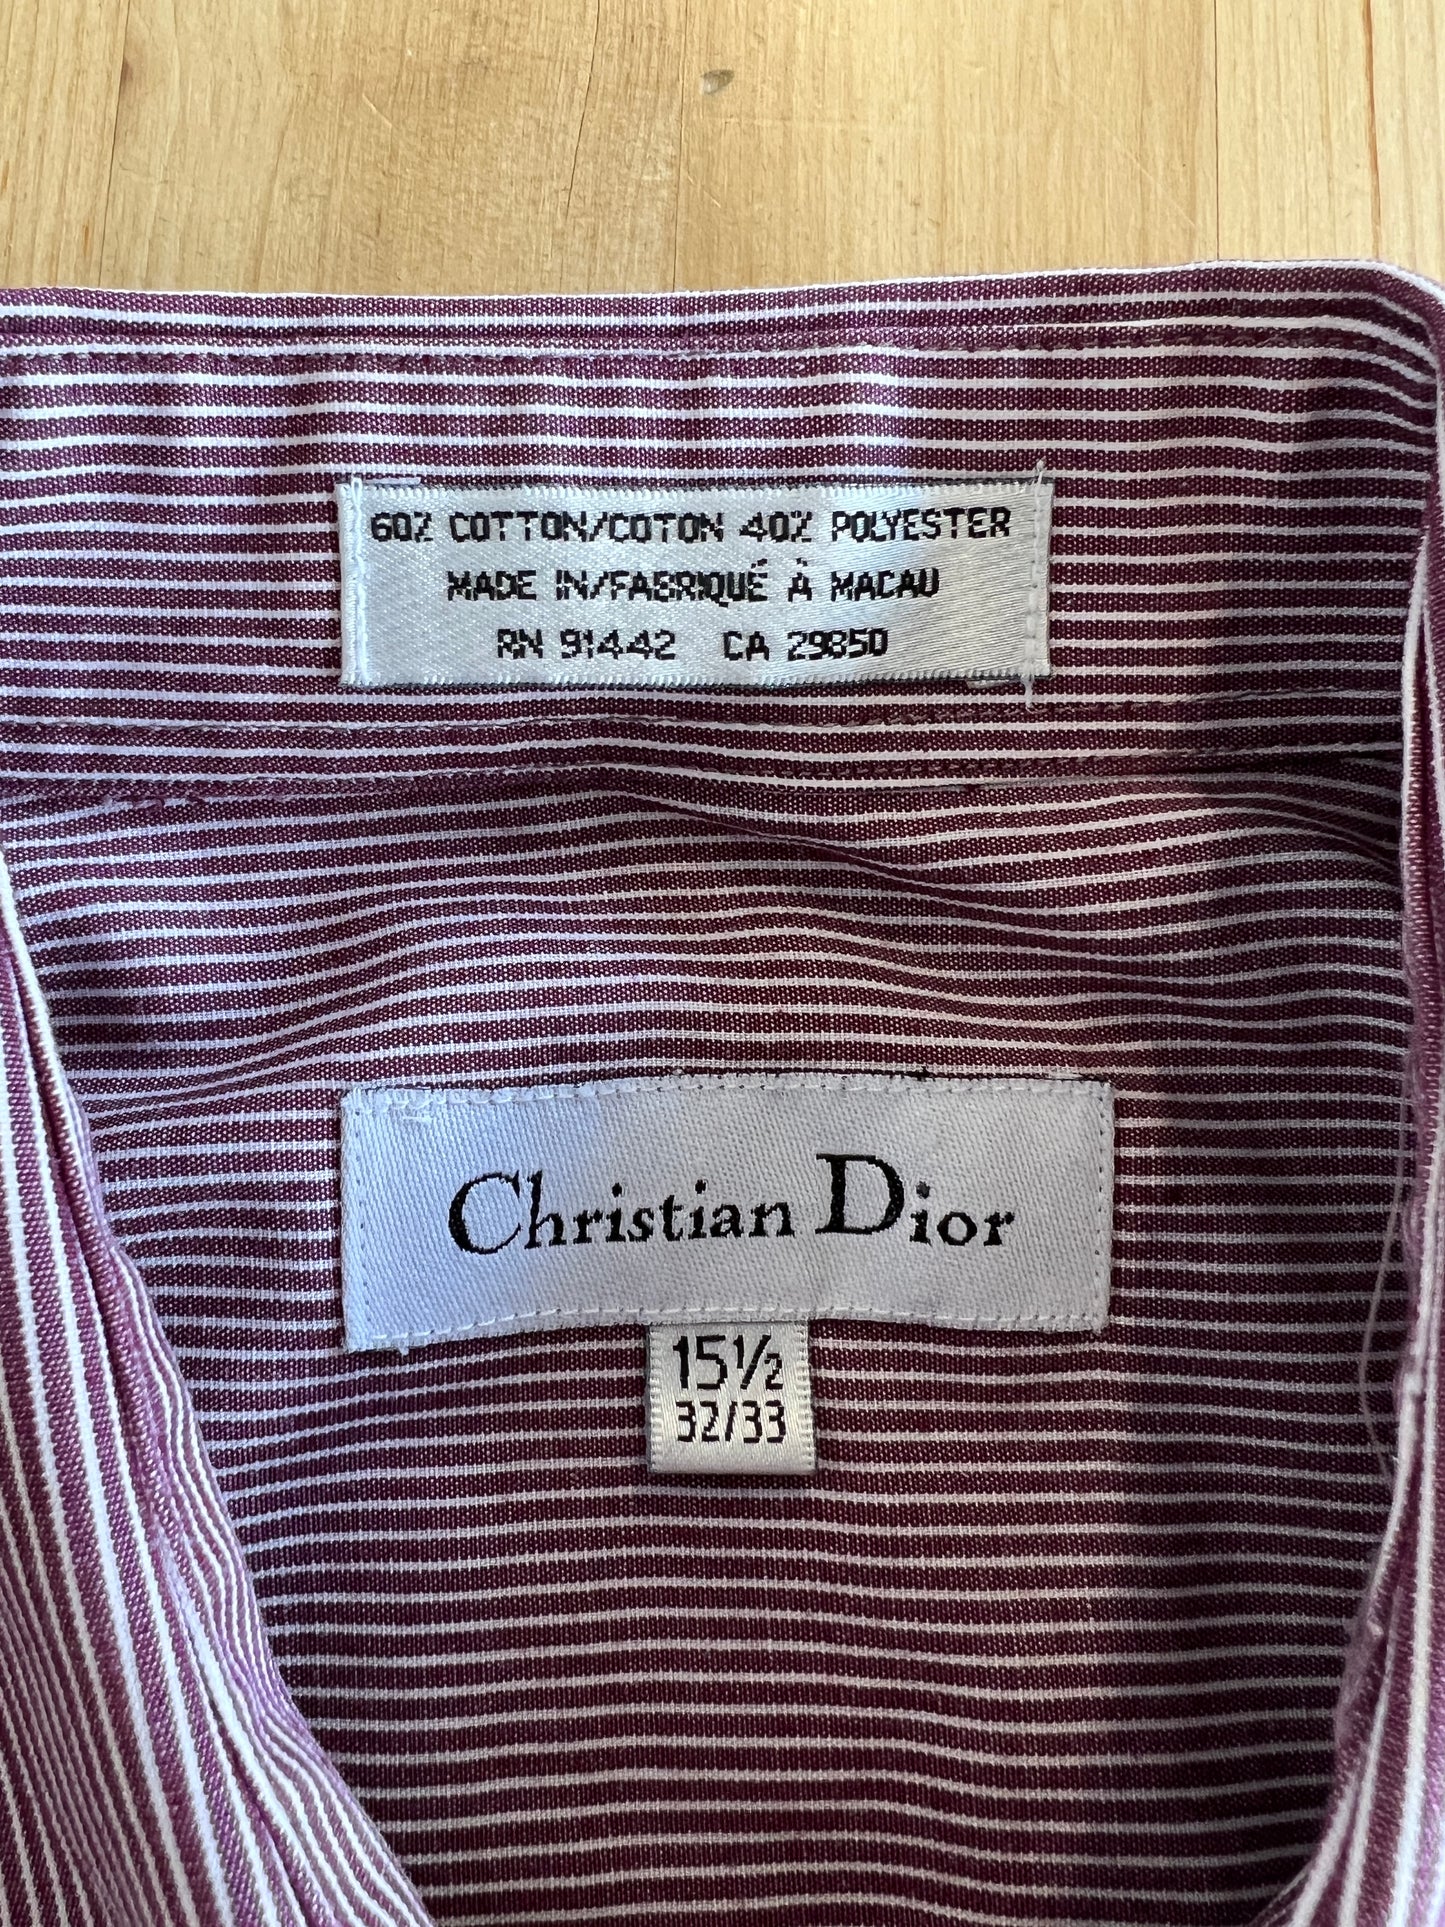 60% COTTON/COTON 40% POLYESTER
MADE IN/FABRIQUÉ À MACAU
RN 91442 CA 29850
Christian Dior
15½
32/33